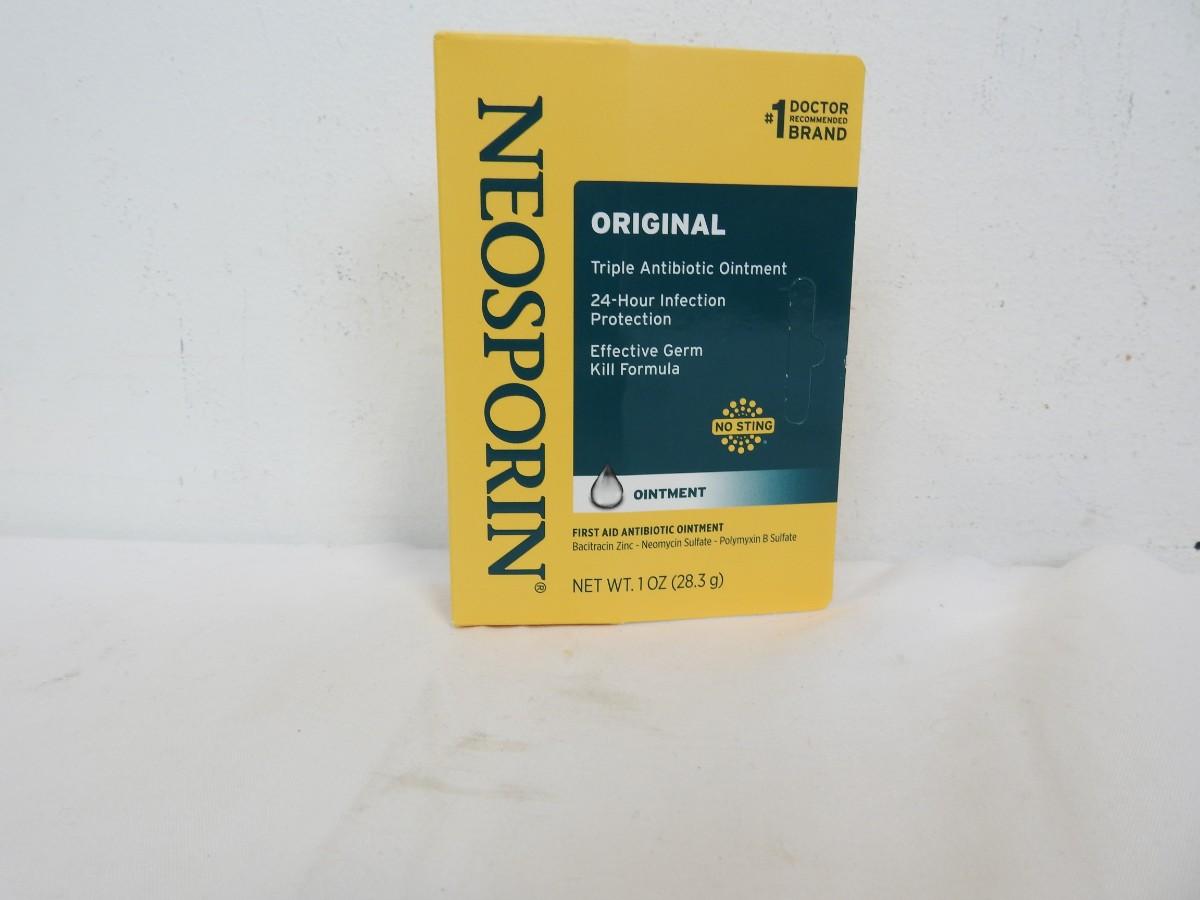 NEOSPORIN®
#1 DOCTOR
RECOMMENDED
BRAND
ORIGINAL
Triple Antibiotic Ointment
24-Hour Infection
Protection
Effective Germ
Kill Formula
NO STING
OINTMENT
FIRST AID ANTIBIOTIC OINTMENT
Bacitracin Zinc - Neomycin Sulfate - Polymyxin B Sulfate
NET WT. 1 OZ (28.3 g)